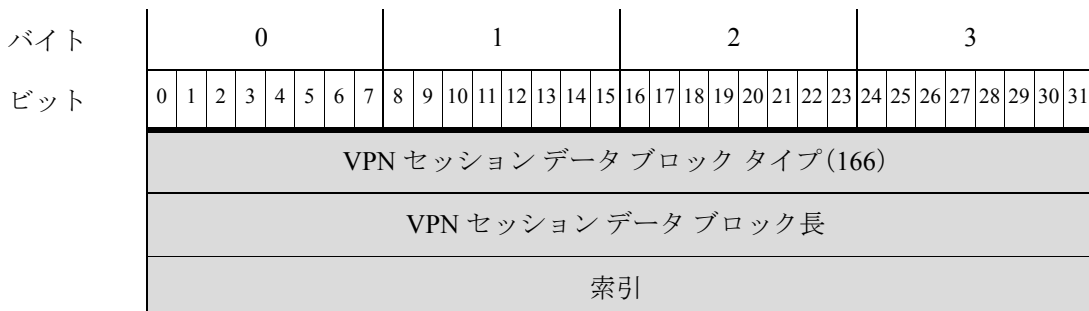 バイト 0 1 2 3
ビット 0 1 2 3 4 5 6 7 8 9 10 11 12 13 14 15 16 17 18 19 20 21 22 23 24 25 26 27 28 29 30 31
VPN セッション データ ブロック タイプ(166)
VPN セッション データ ブロック長
索引